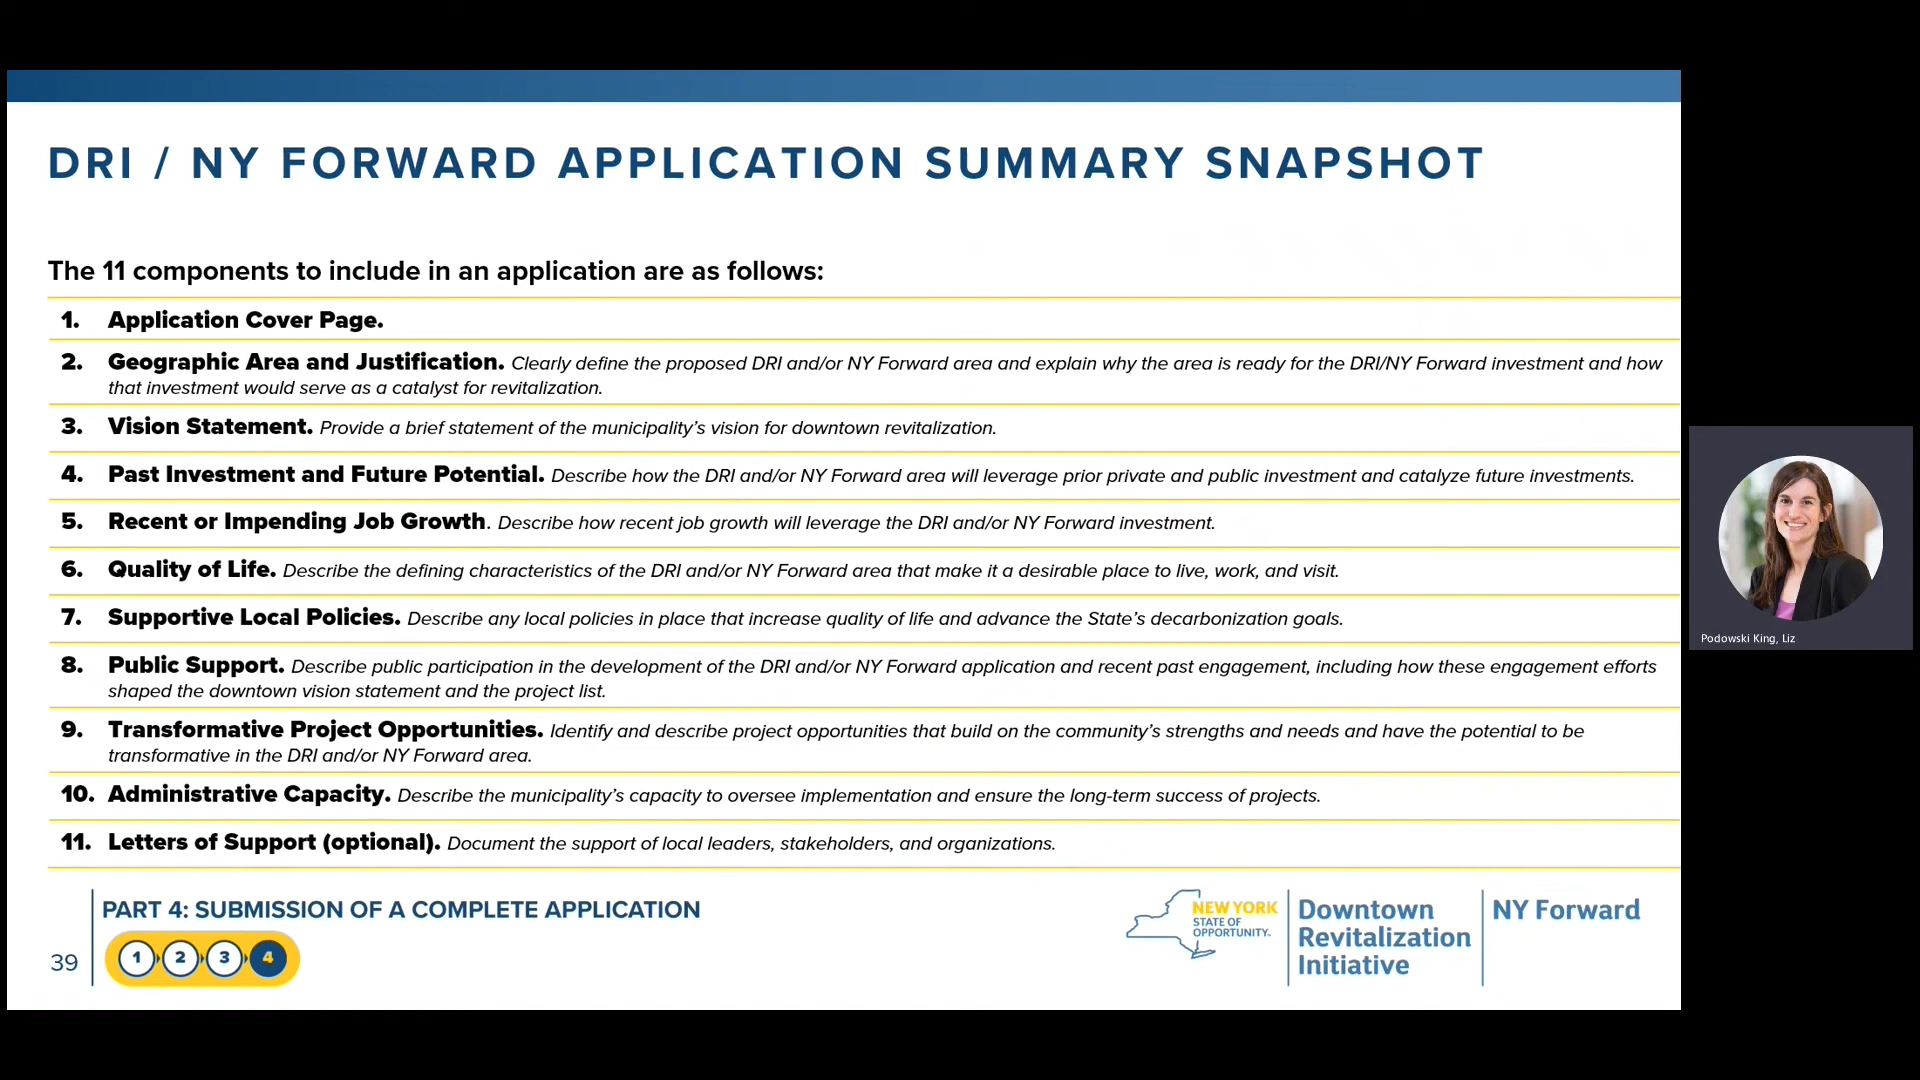 DRI / NY FORWARD APPLICATION SUMMARY SNAPSHOT
The 11 components to include in an application are as follows:
1. Application Cover Page.
2. Geographic Area and Justification. Clearly define the proposed DRI and/or NY Forward area and explain why the area is ready for the DRI/NY Forward investment and how
that investment would serve as a catalyst for revitalization.
3. Vision Statement. Provide a brief statement of the municipality’s vision for downtown revitalization.
4. Past Investment and Future Potential. Describe how the DRI and/or NY Forward area will leverage prior private and public investment and catalyze future investments.
5. Recent or Impending Job Growth. Describe how recent job growth will leverage the DRI and/or NY Forward investment.
6. Quality of Life. Describe the defining characteristics of the DRI and/or NY Forward area that make it a desirable place to live, work, and visit.
7. Supportive Local Policies. Describe any local policies in place that increase quality of life and advance the State’s decarbonization goals.
8. Public Support. Describe public participation in the development of the DRI and/or NY Forward application and recent past engagement, including how these engagement efforts
shaped the downtown vision statement and the project list.
9. Transformative Project Opportunities. Identify and describe project opportunities that build on the community’s strengths and needs and have the potential to be
transformative in the DRI and/or NY Forward area.
10. Administrative Capacity. Describe the municipality’s capacity to oversee implementation and ensure the long-term success of projects.
11. Letters of Support (optional). Document the support of local leaders, stakeholders, and organizations.
Podowski King, Liz
39
PART 4: SUBMISSION OF A COMPLETE APPLICATION
1 2 3 4
NEW YORK
STATE OF
OPPORTUNITY.
Downtown
Revitalization
Initiative
NY Forward